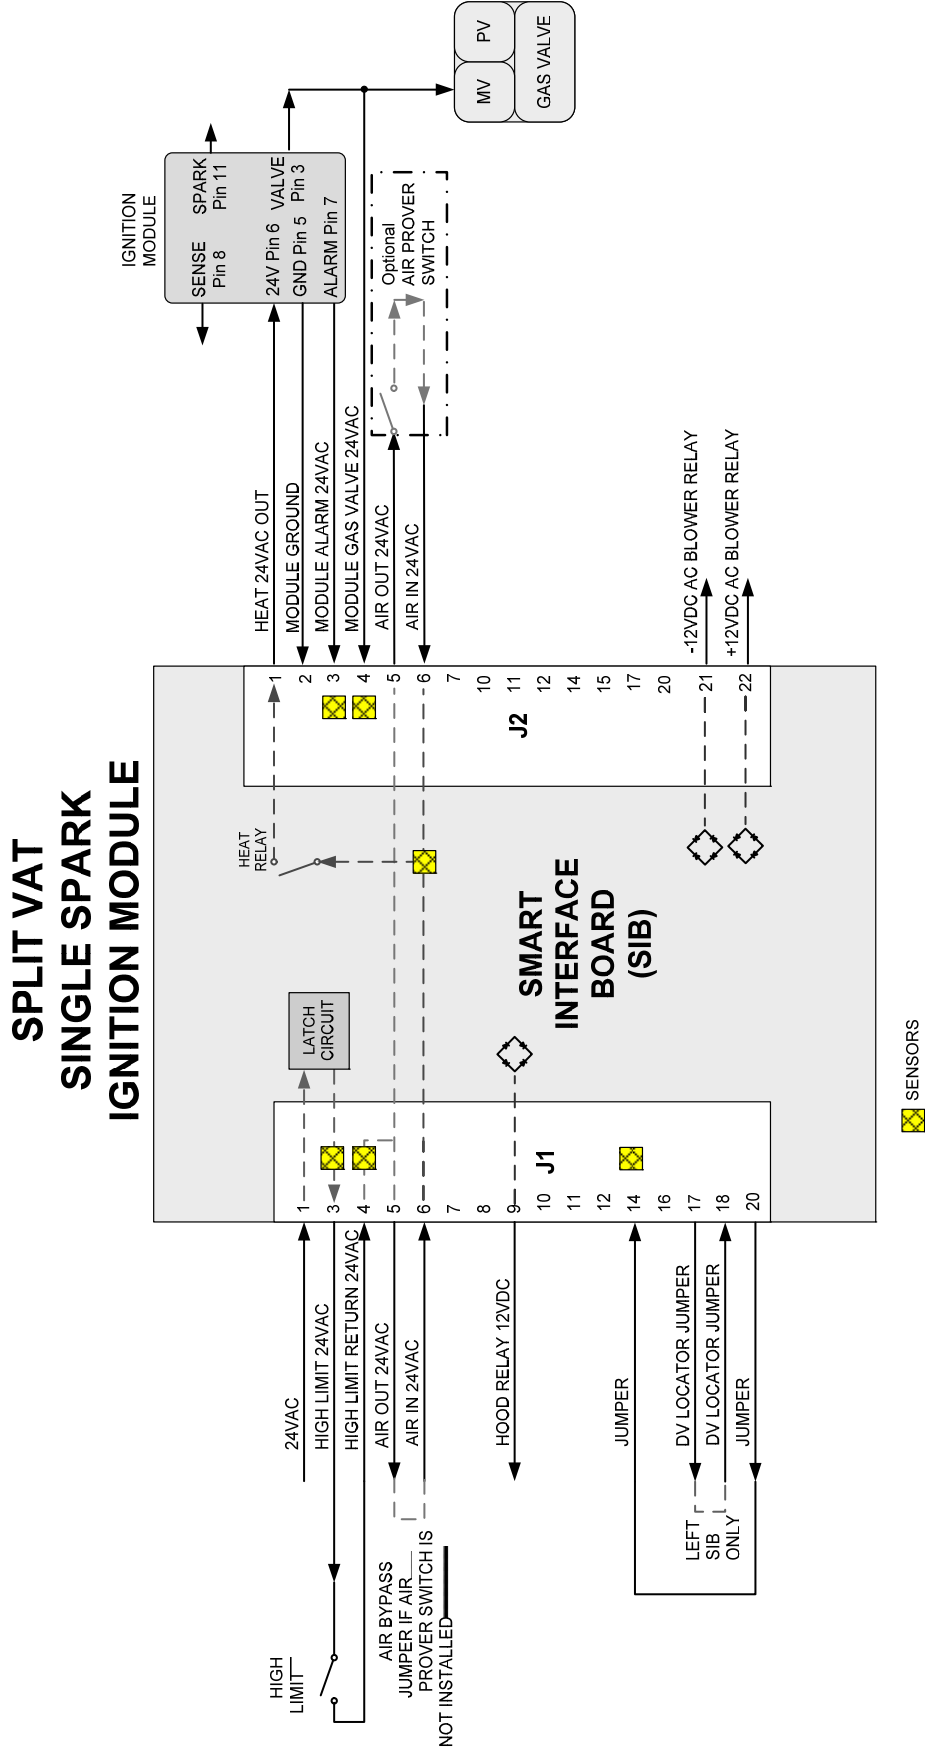 SPLIT VAT
SINGLE SPARK
IGNITION MODULE
IGNITION
MODULE
SENSE
Pin 8
SPARK
Pin 11
24V Pin 6
VALVE
Pin 3
GND Pin 5
ALARM Pin 7
MV
PV
GAS VALVE
Optional
AIR PROVER
SWITCH
HEAT 24VAC OUT
MODULE GROUND
MODULE ALARM 24VAC
MODULE GAS VALVE 24VAC
AIR OUT 24VAC
AIR IN 24VAC
-12VDC AC BLOWER RELAY
+12VDC AC BLOWER RELAY
1
2
3
4
5
6
7
10
11
12
14
15
17
20
21
22
J2
HEAT
RELAY
LATCH
CIRCUIT
SMART
INTERFACE
BOARD
(SIB)
J1
1
3
4
5
6
7
8
9
10
11
12
14
16
17
18
20
24VAC
HIGH LIMIT 24VAC
HIGH LIMIT RETURN 24VAC
AIR OUT 24VAC
AIR IN 24VAC
HOOD RELAY 12VDC
JUMPER
DV LOCATOR JUMPER
DV LOCATOR JUMPER
JUMPER
HIGH
LIMIT
AIR BYPASS
JUMPER IF AIR
PROVER SWITCH IS
NOT INSTALLED
LEFT
SIB
ONLY
SENSORS